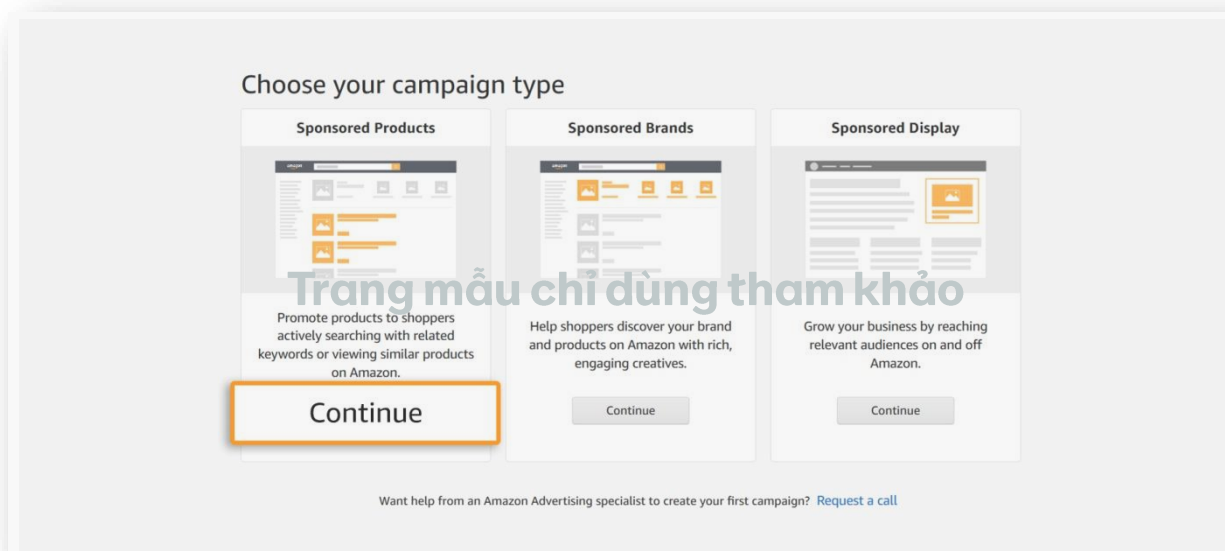 Choose your campaign type
Sponsored Products
Sponsored Brands
Sponsored Display
Trang mẫu chỉ dùng tham khảo
Promote products to shoppers
actively searching with related
keywords or viewing similar products
on Amazon.
Continue
Help shoppers discover your brand
and products on Amazon with rich,
engaging creatives.
Continue
Grow your business by reaching
relevant audiences on and off
Amazon.
Continue
Want help from an Amazon Advertising specialist to create your first campaign? Request a call